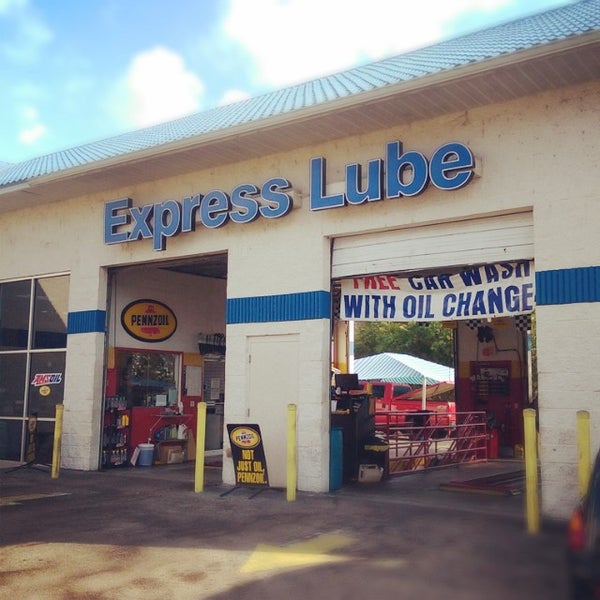 Express Lube
FREE CAR WASH
WITH OIL CHANGE
PENNZOIL
AMSOIL
PENNZOIL
NOT
JUST OIL,
PENNZOIL.